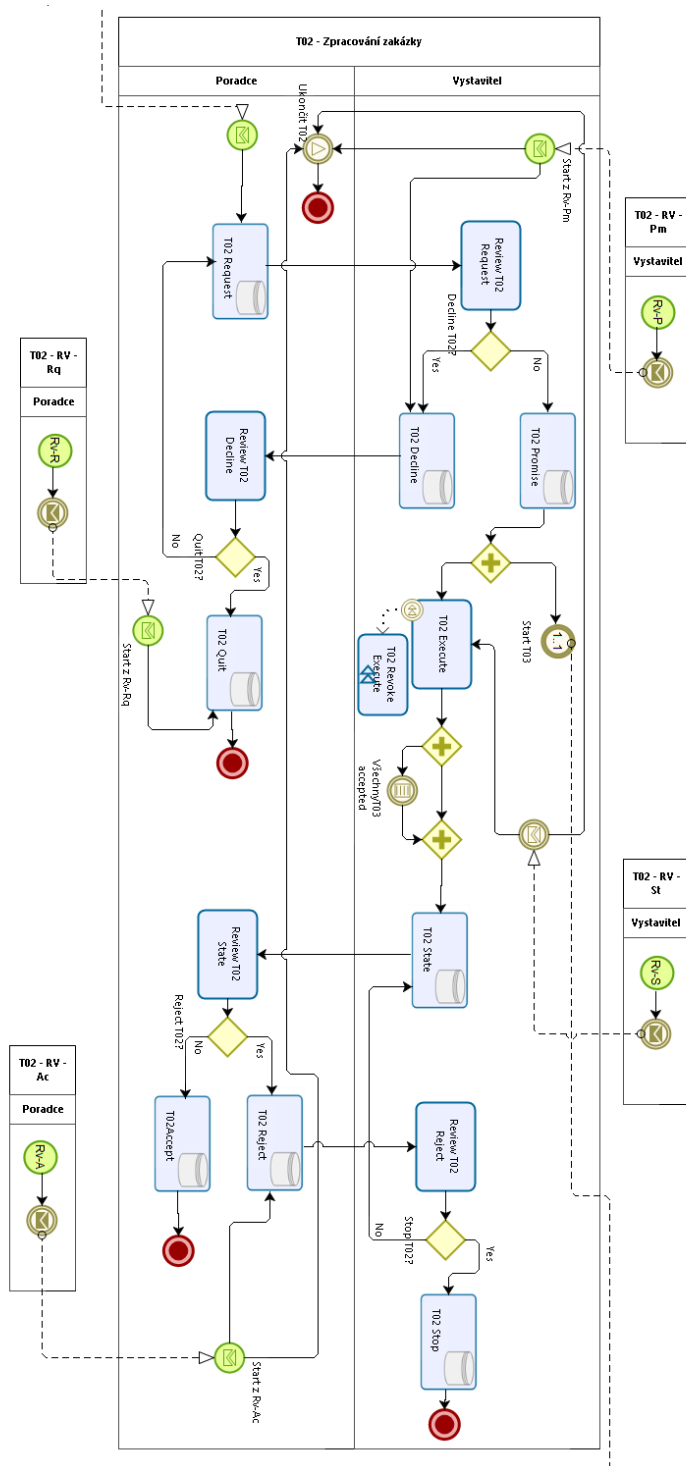 T02 - Zpracování zakázky
Poradce
Vystavitel
Ukončit T02
Start z Rv-Pm
T02 - RV -
Pm
Vystavitel
Rv-P
T02 Request
Review T02
Request
Decline T02?
Yes
No
T02 - RV -
Rq
Poradce
Rv-R
Review T02
Decline
T02 Decline
T02 Promise
Quit T02?
No
Yes
Start z Rv-Rq
T02 Quit
T02 Execute
T02 Revoke
Execute
Start T03
1..1
VšechnyT03
accepted
T02 - RV -
St
Vystavitel
Rv-S
Review T02
State
T02 State
Reject T02?
No
Yes
T02 - RV -
Ac
Poradce
Rv-A
T02Accept
T02 Reject
Review T02
Reject
Stop T02?
No
Yes
T02 Stop
Start z Rv-Ac